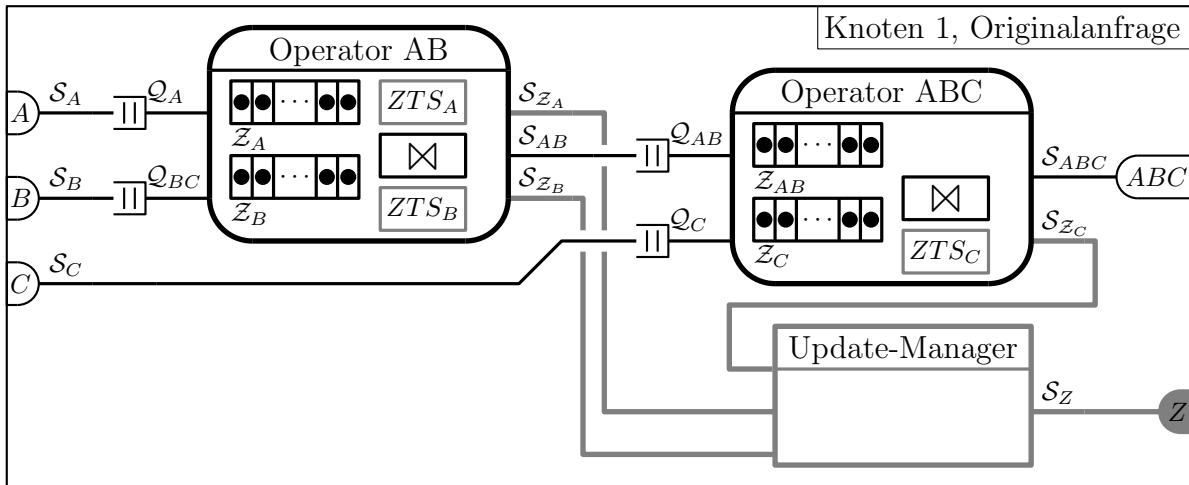 Knoten 1, Originalanfrage
Operator AB
A
S_A
Q_A
Z_A
ZTS_A
⋈
B
S_B
Q_BC
Z_B
ZTS_B
C
S_C
S_{Z_A}
S_AB
S_{Z_B}
Q_AB
Q_C
Operator ABC
Z_AB
Z_C
⋈
ZTS_C
S_ABC
ABC
S_{Z_C}
Update-Manager
S_Z
Z